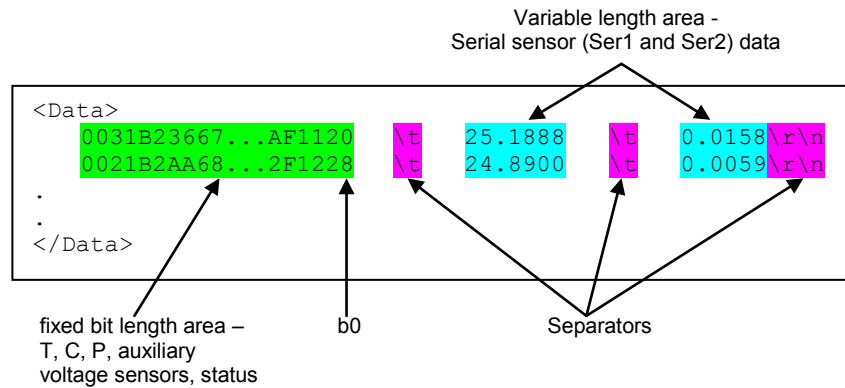 Variable length area -
Serial sensor (Ser1 and Ser2) data
<Data>
0031B23667...AF1120 \t 25.1888 \t 0.0158\r\n
0021B2AA68...2F1228 \t 24.8900 \t 0.0059\r\n
.
.
</Data>
fixed bit length area –
T, C, P, auxiliary
voltage sensors, status
b0
Separators